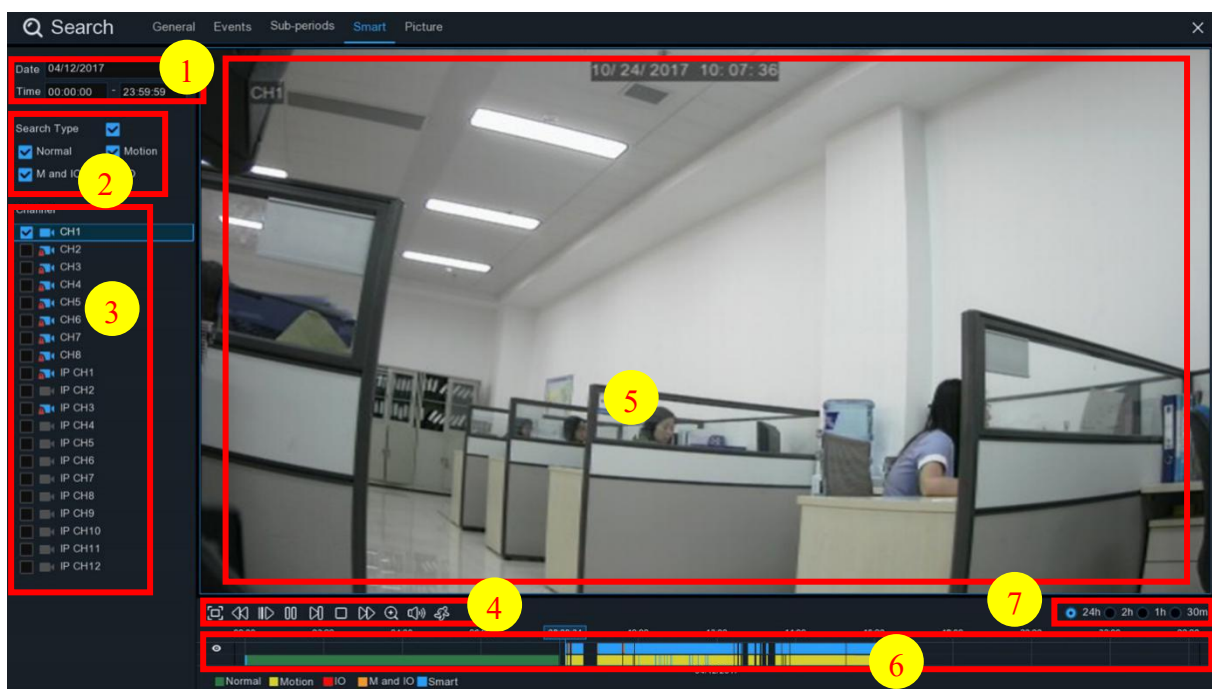 Search General Events Sub-periods Smart Picture
Date 04/12/2017
1
Time 00:00:00 - 23:59:59
Search Type
Normal Motion
M and IO
2
Channel
CH1
CH2
CH3
CH4
CH5
CH6
CH7
CH8
IP CH1
IP CH2
IP CH3
IP CH4
IP CH5
IP CH6
IP CH7
IP CH8
IP CH9
IP CH10
IP CH11
IP CH12
3
10/24/2017 10:07:36
CH1
5
4
7
24h 2h 1h 30m
6
Normal Motion IO M and IO Smart